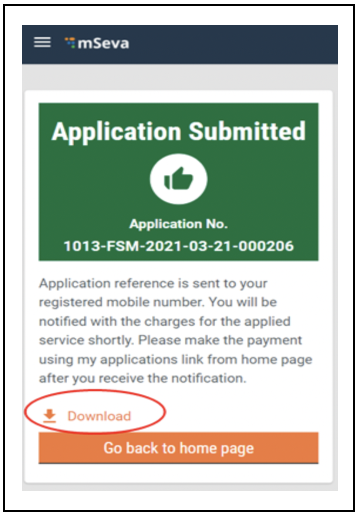 mSeva
Application Submitted
Application No.
1013-FSM-2021-03-21-000206
Application reference is sent to your
registered mobile number. You will be
notified with the charges for the applied
service shortly. Please make the payment
using my applications link from home page
after you receive the notification.
Download
Go back to home page